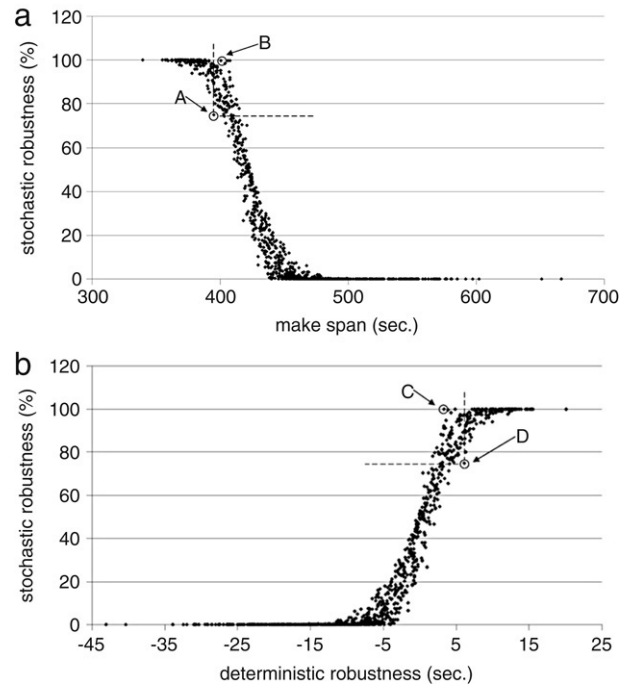 a
120
100
80
60
40
20
0
stochastic robustness (%)
A
B
300 400 500 600 700
make span (sec.)
b
120
100
80
60
40
20
0
stochastic robustness (%)
C
D
-45 -35 -25 -15 -5 5 15 25
deterministic robustness (sec.)